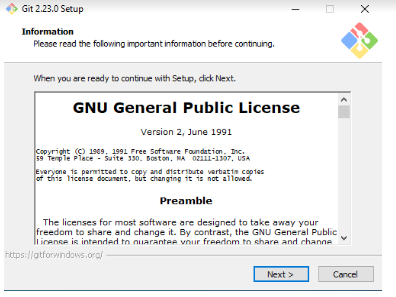 Git 2.23.0 Setup
Information
Please read the following important information before continuing.
When you are ready to continue with Setup, click Next.
GNU General Public License
Version 2, June 1991
Copyright (C) 1989, 1991 Free Software Foundation, Inc.
59 Temple Place - Suite 330, Boston, MA  02111-1307, USA
Everyone is permitted to copy and distribute verbatim copies
of this license document, but changing it is not allowed.
Preamble
The licenses for most software are designed to take away your
freedom to share and change it. By contrast, the GNU General Public
License is intended to guarantee your freedom to share and change
https://gitforwindows.org/
Next >
Cancel